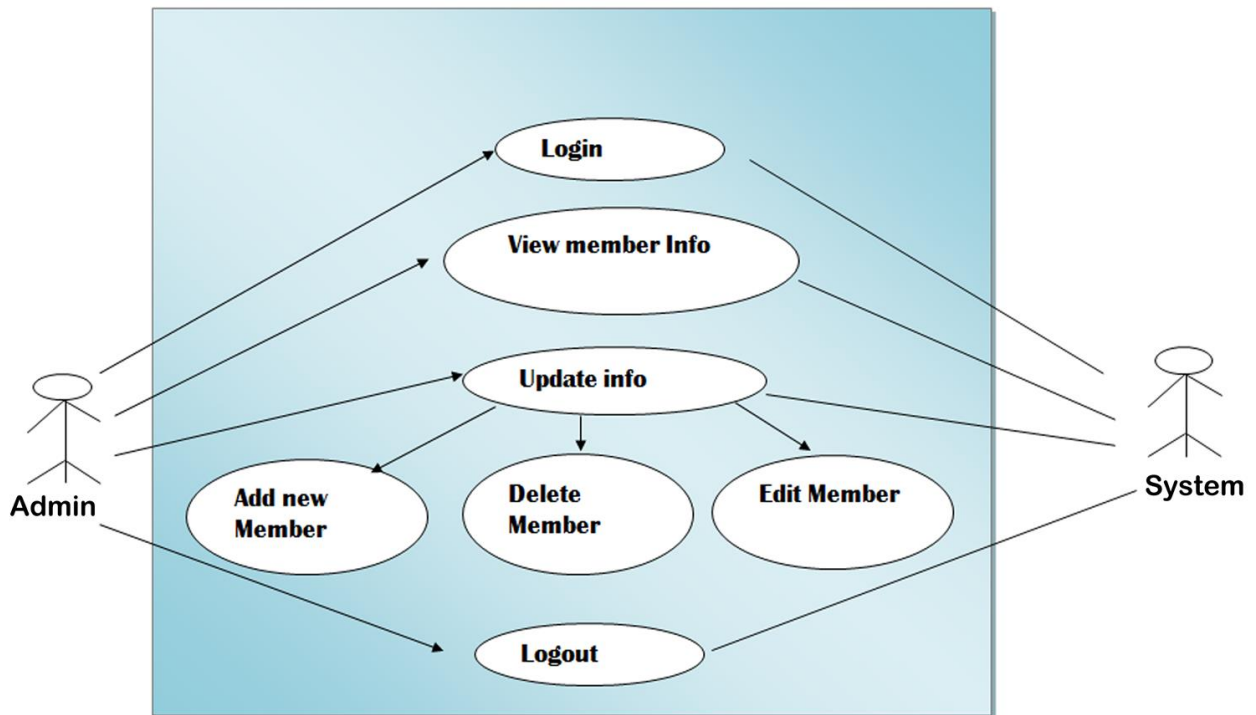 Login
View member Info
Update info
Add new
Member
Delete
Member
Edit Member
Admin
System
Logout